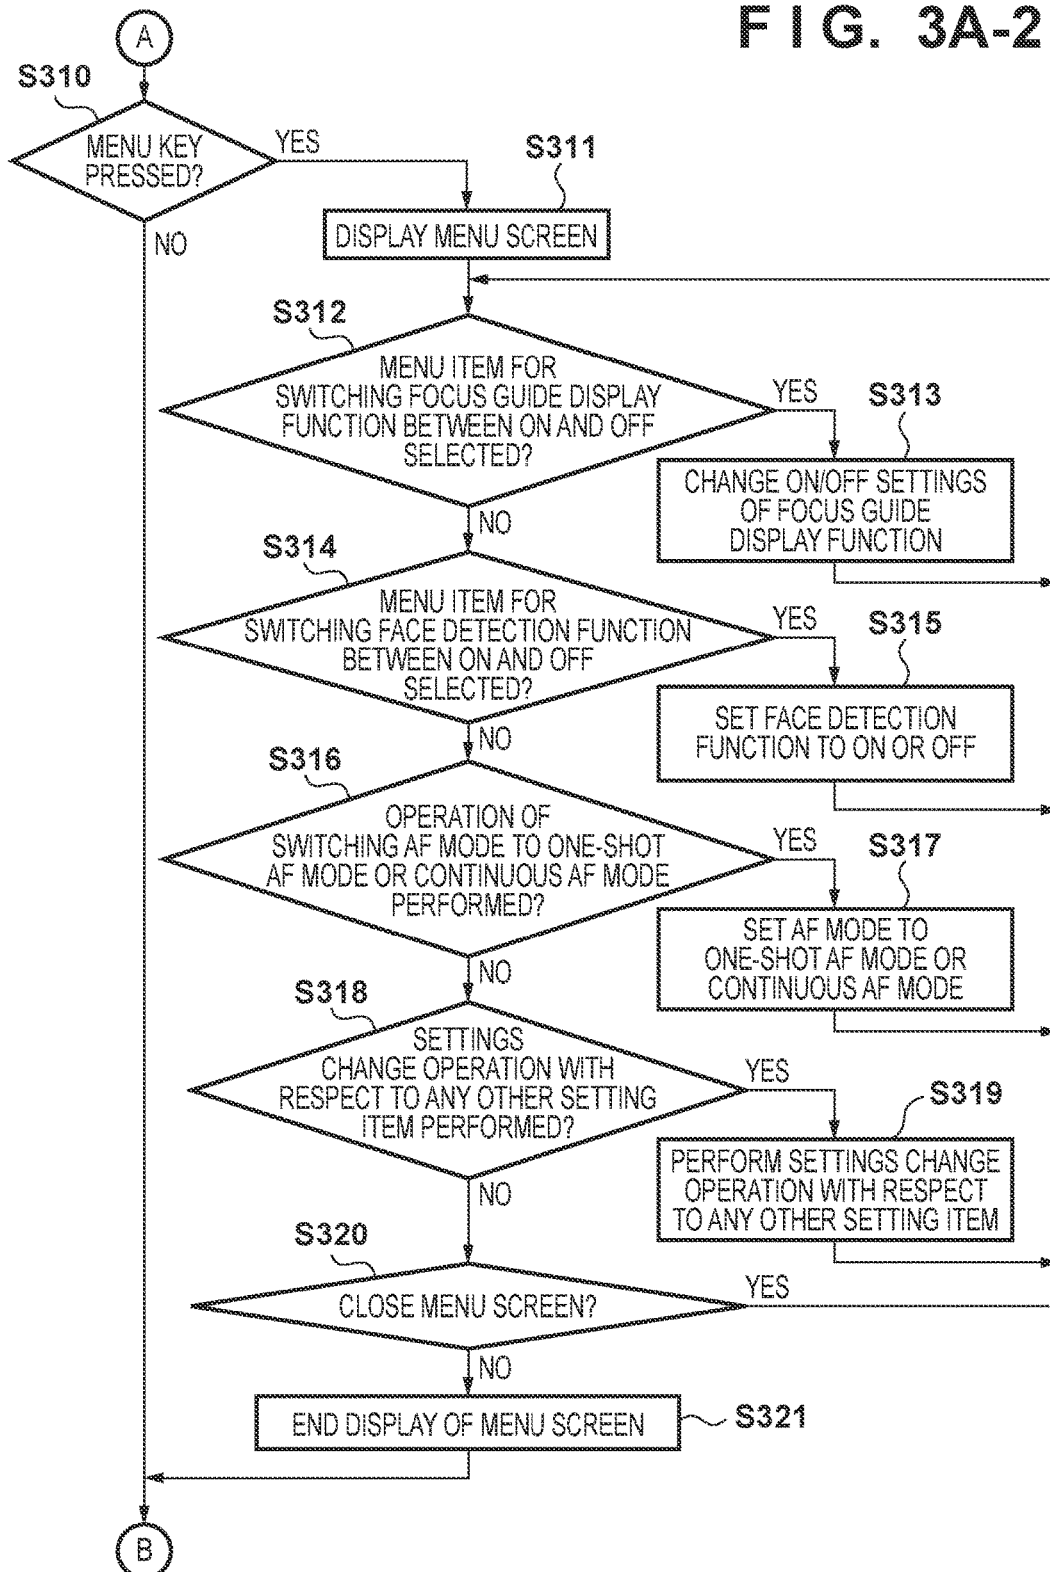 FIG. 3A-2
A
S310
MENU KEY
PRESSED?
YES
NO
S311
DISPLAY MENU SCREEN
S312
MENU ITEM FOR
SWITCHING FOCUS GUIDE DISPLAY
FUNCTION BETWEEN ON AND OFF
SELECTED?
YES
NO
S313
CHANGE ON/OFF SETTINGS
OF FOCUS GUIDE
DISPLAY FUNCTION
S314
MENU ITEM FOR
SWITCHING FACE DETECTION FUNCTION
BETWEEN ON AND OFF
SELECTED?
YES
NO
S315
SET FACE DETECTION
FUNCTION TO ON OR OFF
S316
OPERATION OF
SWITCHING AF MODE TO ONE-SHOT
AF MODE OR CONTINUOUS AF MODE
PERFORMED?
YES
NO
S317
SET AF MODE TO
ONE-SHOT AF MODE OR
CONTINUOUS AF MODE
S318
SETTINGS
CHANGE OPERATION WITH
RESPECT TO ANY OTHER SETTING
ITEM PERFORMED?
YES
NO
S319
PERFORM SETTINGS CHANGE
OPERATION WITH RESPECT
TO ANY OTHER SETTING ITEM
S320
CLOSE MENU SCREEN?
YES
NO
END DISPLAY OF MENU SCREEN
S321
B